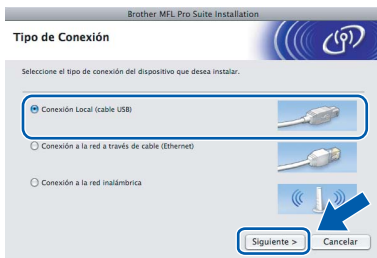 Brother MFL Pro Suite Installation
Tipo de Conexión
Seleccione el tipo de conexión del dispositivo que desea instalar.
Conexión Local (cable USB)
Conexión a la red a través de cable (Ethernet)
Conexión a la red inalámbrica
Siguiente >
Cancelar